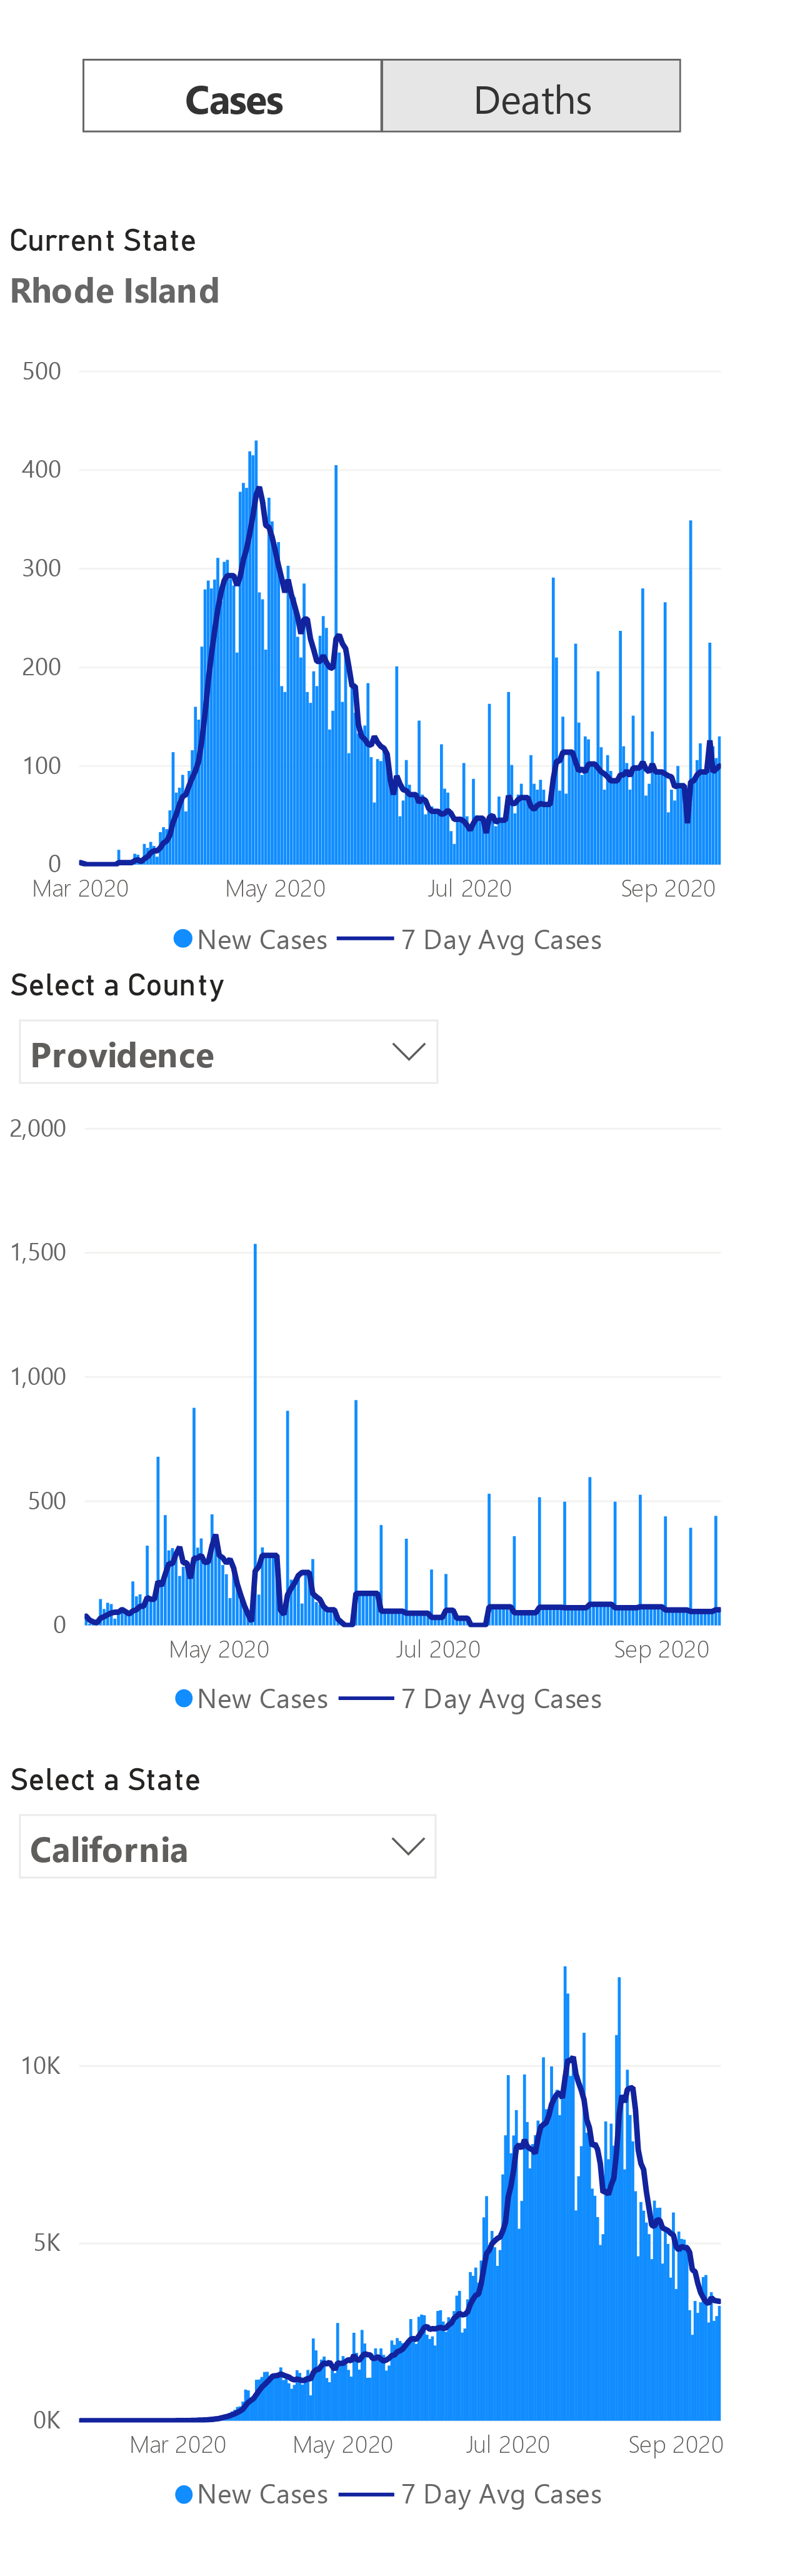 Cases Deaths
Current State
Rhode Island
500
400
300
200
100
0
Mar 2020 May 2020 Jul 2020 Sep 2020
New Cases 7 Day Avg Cases
Select a County
Providence
2,000
1,500
1,000
500
0
May 2020 Jul 2020 Sep 2020
New Cases 7 Day Avg Cases
Select a State
California
10K
5K
0K
Mar 2020 May 2020 Jul 2020 Sep 2020
New Cases 7 Day Avg Cases